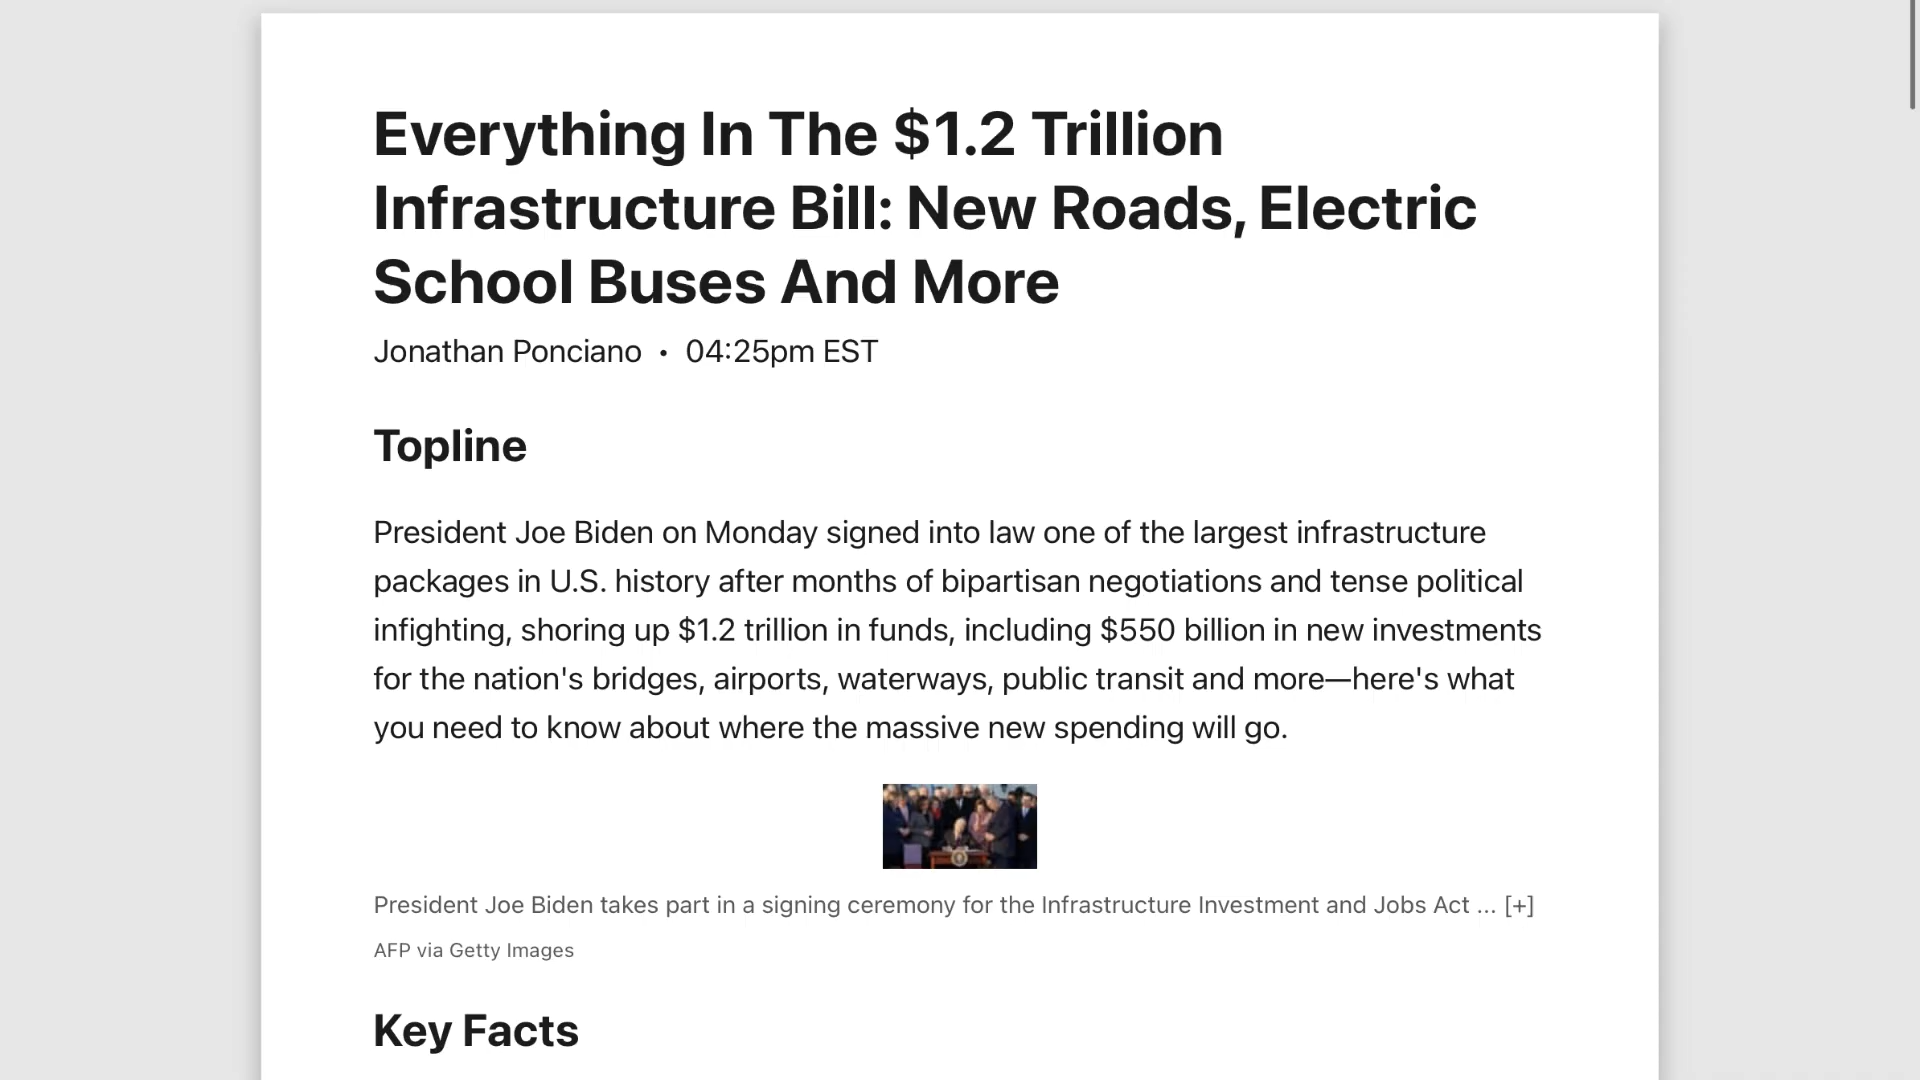 Everything In The $1.2 Trillion
Infrastructure Bill: New Roads, Electric
School Buses And More
Jonathan Ponciano • 04:25pm EST
Topline
President Joe Biden on Monday signed into law one of the largest infrastructure
packages in U.S. history after months of bipartisan negotiations and tense political
infighting, shoring up $1.2 trillion in funds, including $550 billion in new investments
for the nation's bridges, airports, waterways, public transit and more—here's what
you need to know about where the massive new spending will go.
President Joe Biden takes part in a signing ceremony for the Infrastructure Investment and Jobs Act ... [+]
AFP via Getty Images
Key Facts